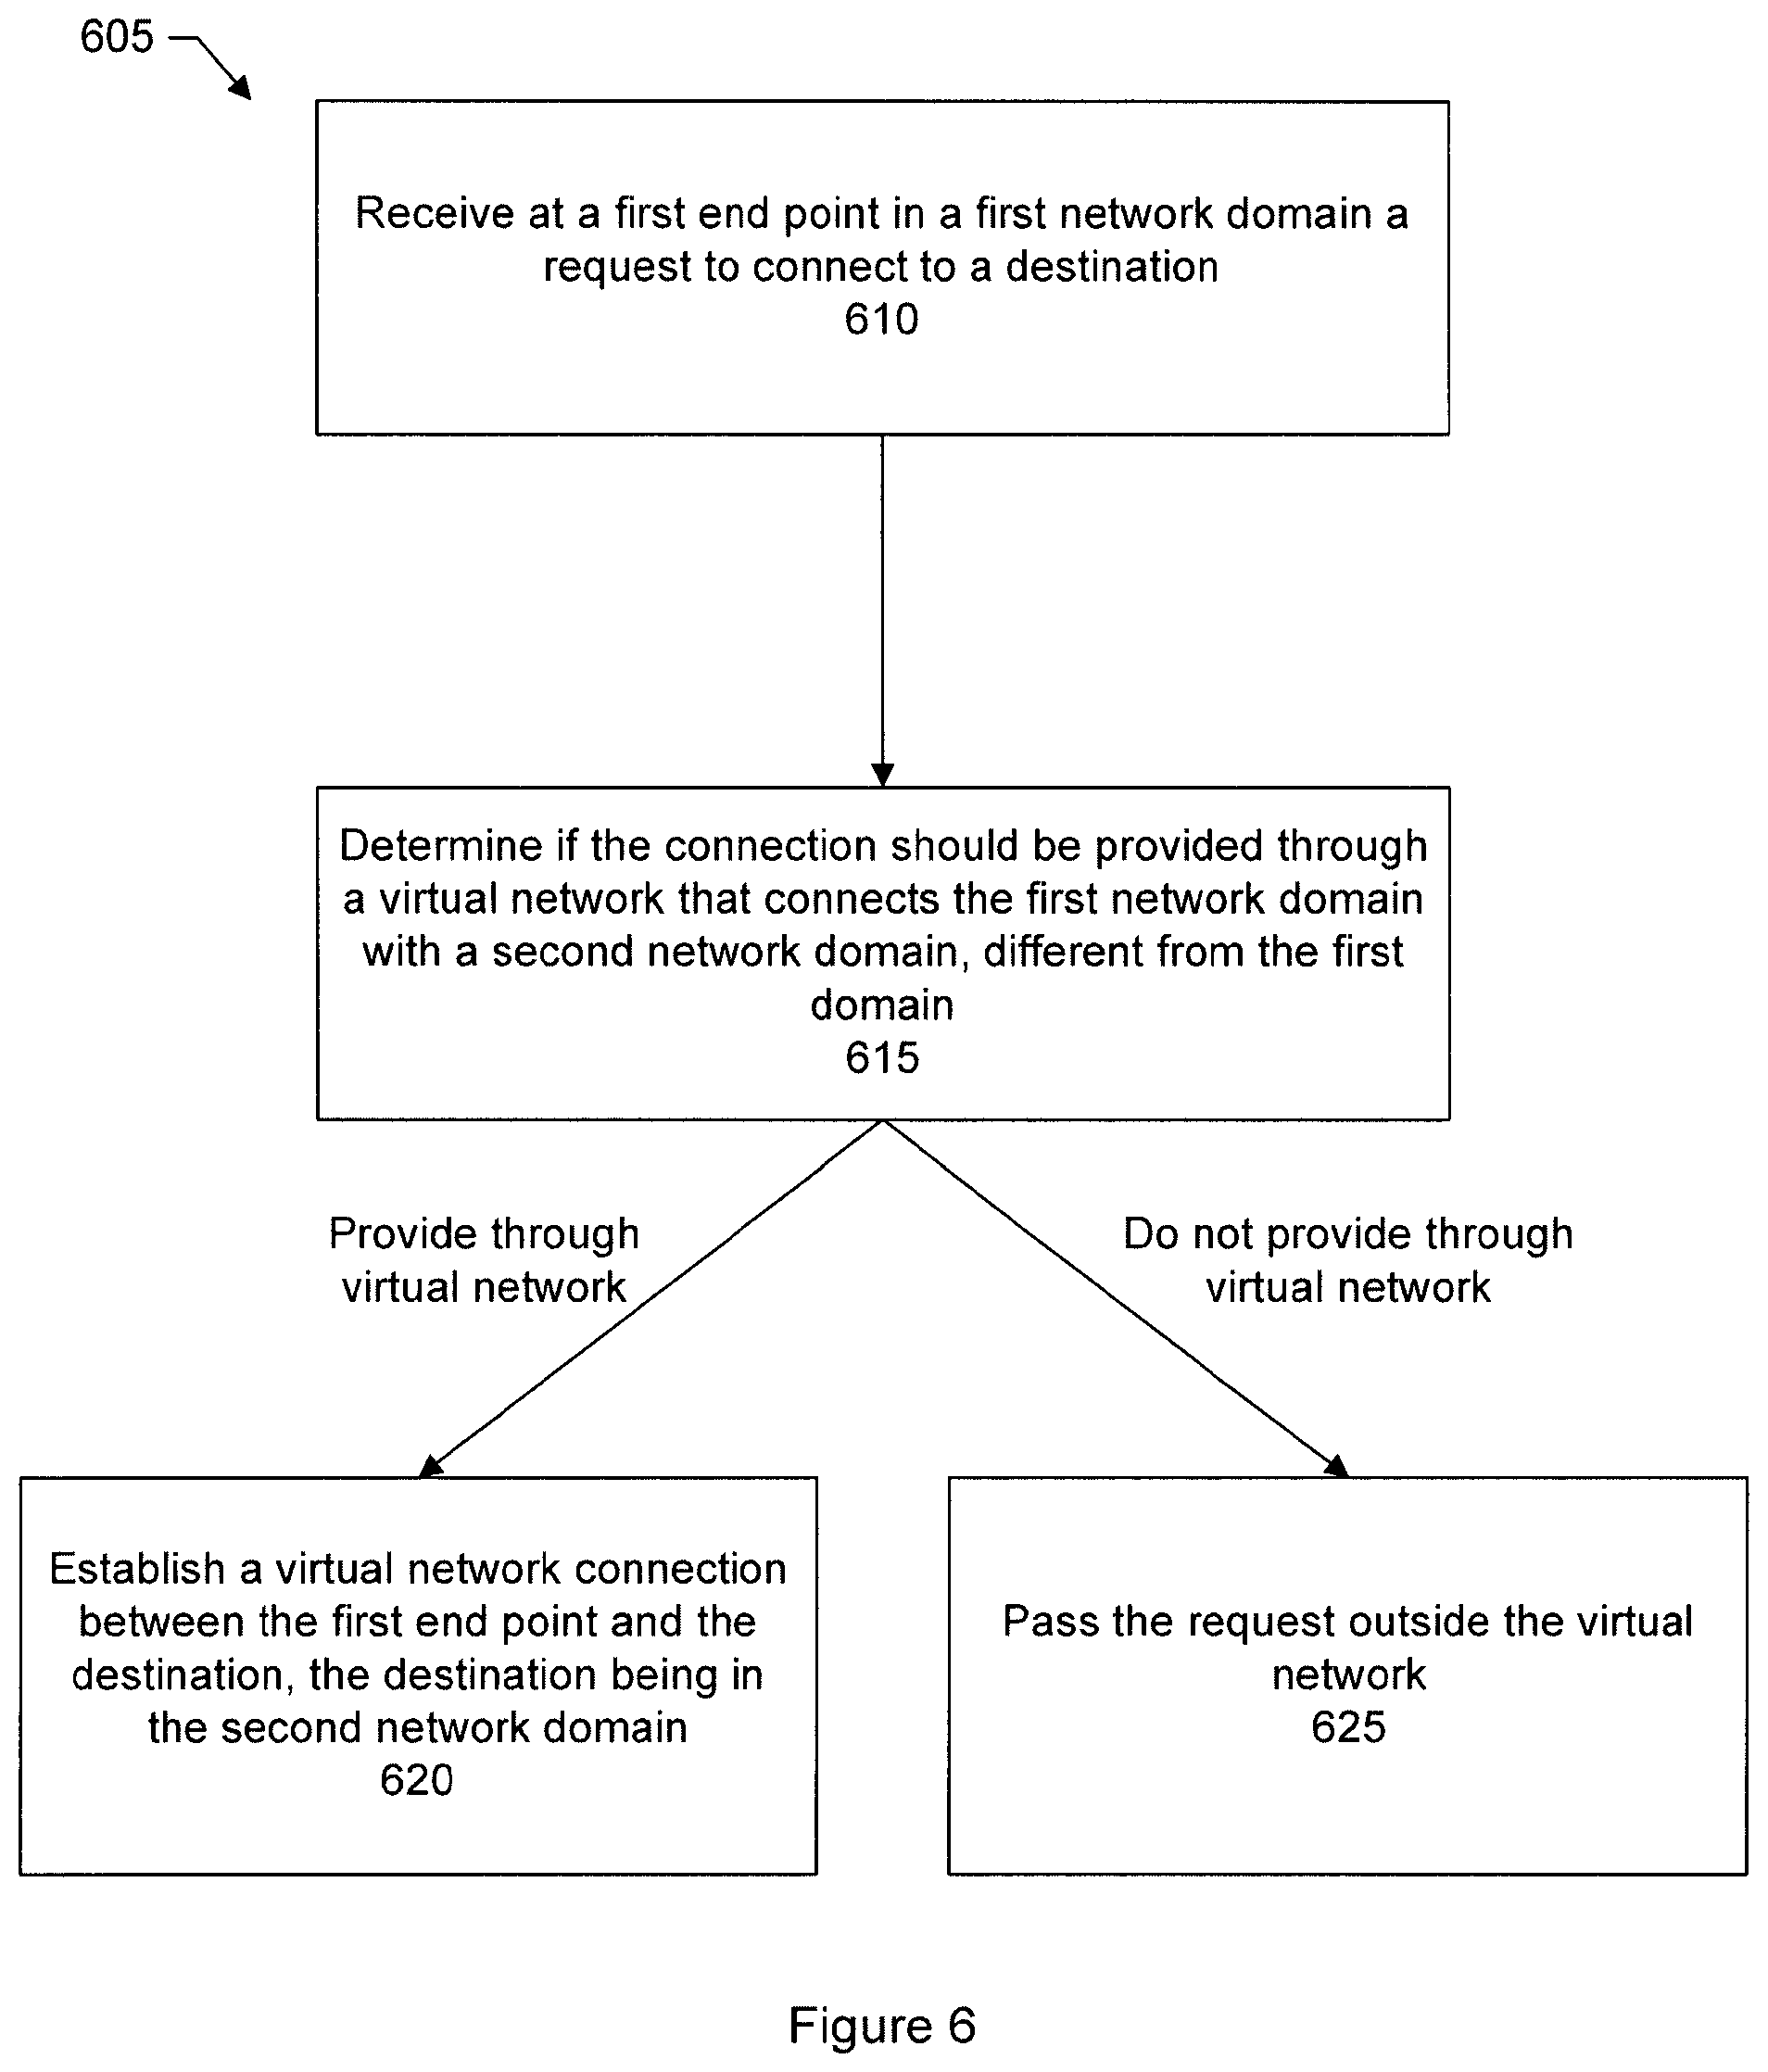 605
Receive at a first end point in a first network domain a
request to connect to a destination
610
Determine if the connection should be provided through
a virtual network that connects the first network domain
with a second network domain, different from the first
domain
615
Provide through
virtual network
Do not provide through
virtual network
Establish a virtual network connection
between the first end point and the
destination, the destination being in
the second network domain
620
Pass the request outside the virtual
network
625
Figure 6